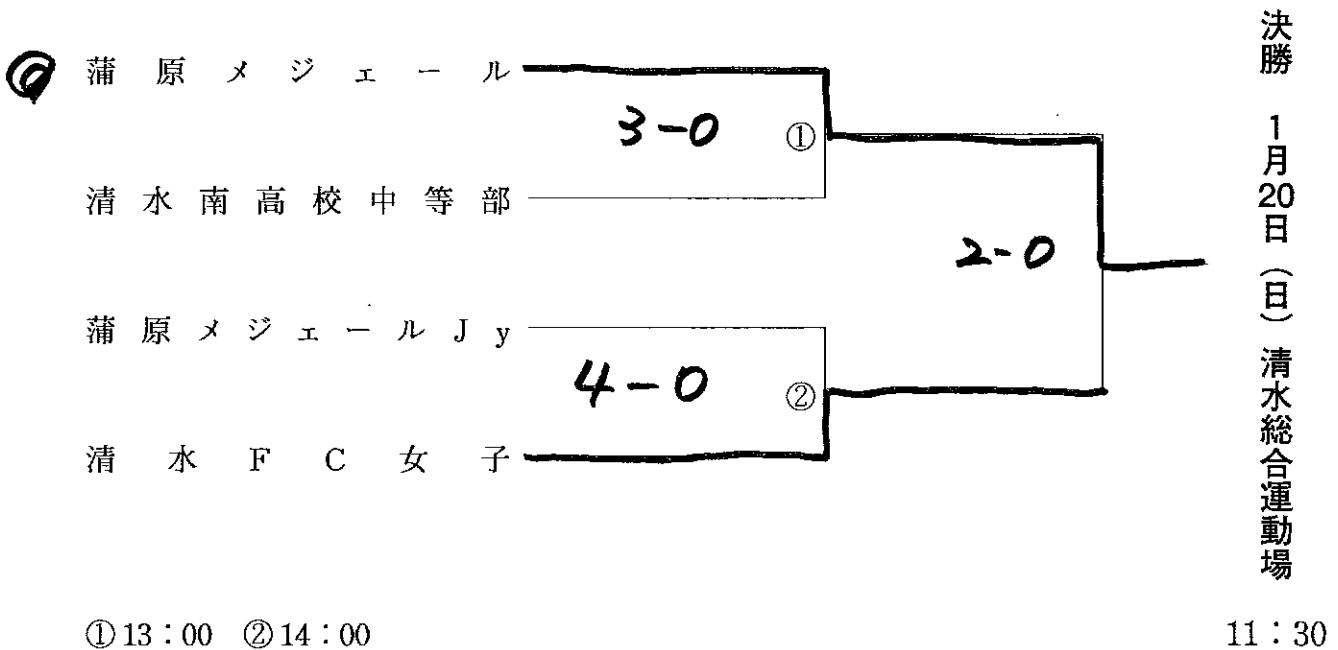 蒲原メジェール
3-0
①
清水南高校中等部
2-0
蒲原メジェールJy
4-0
②
清水FC女子
①13：00 ②14：00
決勝 1月20日（日）清水総合運動場
11：30